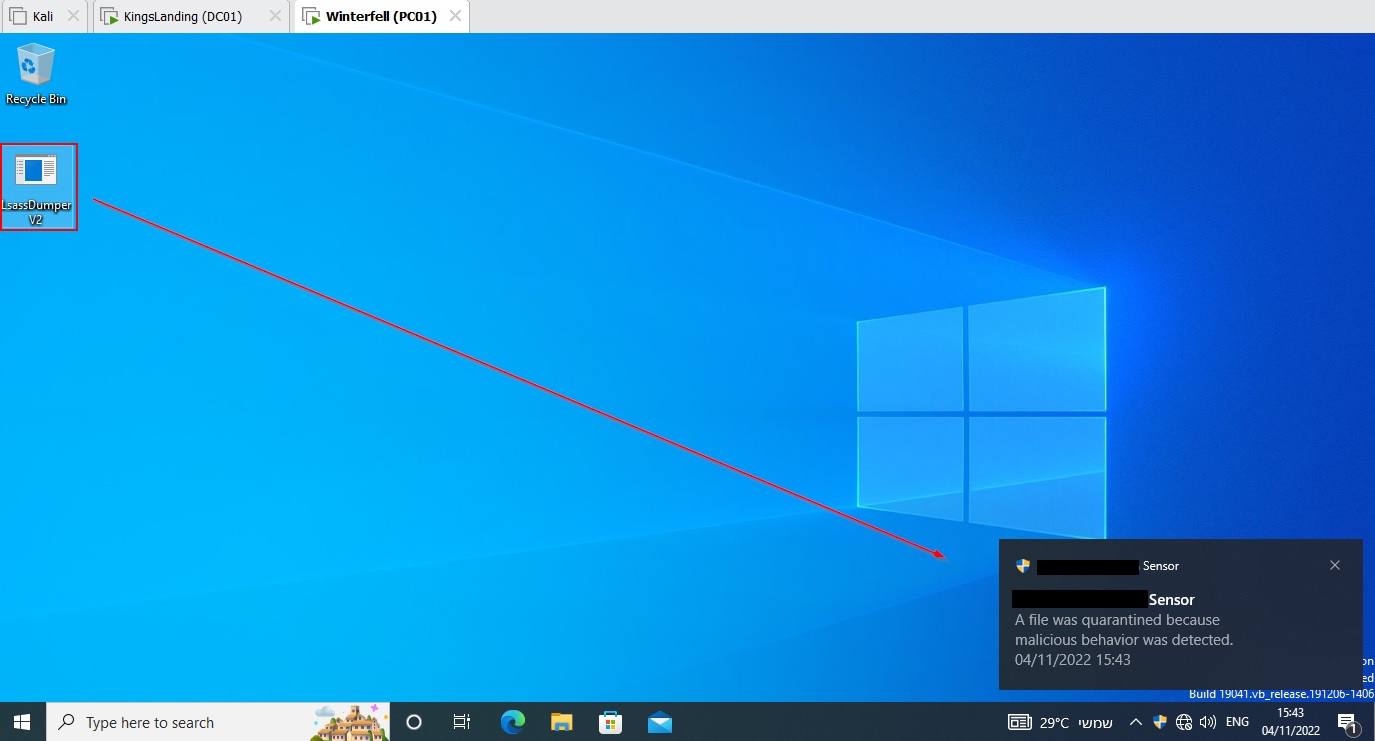 Kali
KingsLanding (DC01)
Winterfell (PC01)
Recycle Bin
LsassDumper
V2
Sensor
Sensor
A file was quarantined because
malicious behavior was detected.
04/11/2022 15:43
on
ed
Build 19041.vb_release.191206-1406
Type here to search
29°C שמשי
ENG
15:43
04/11/2022
1